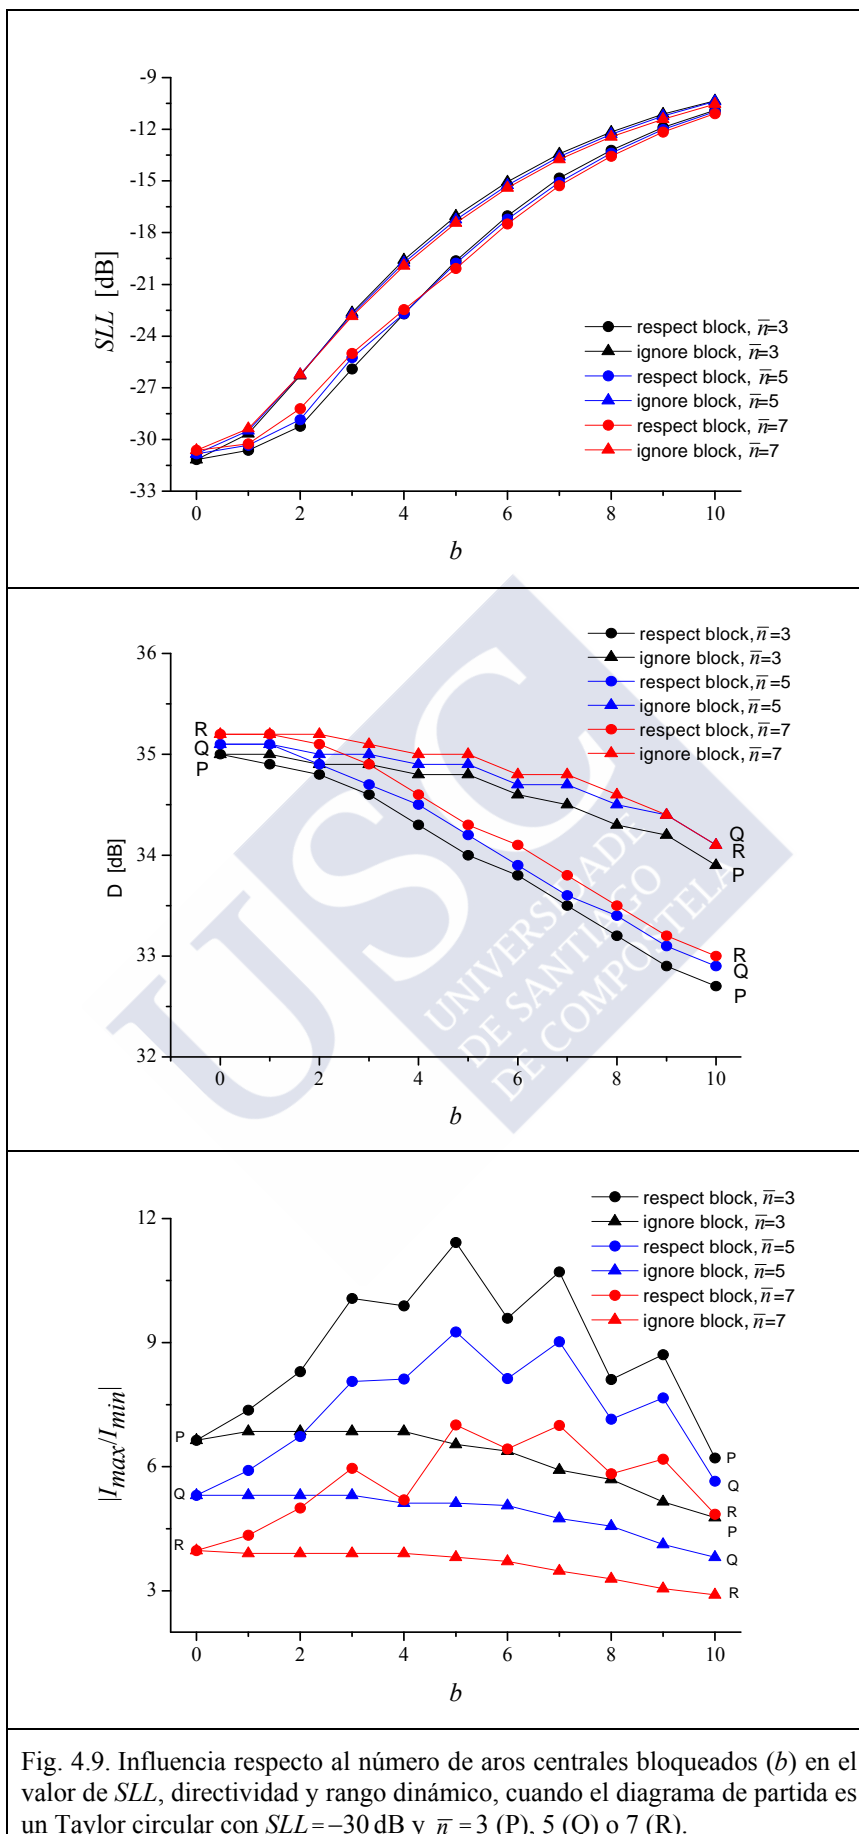 -9
-12
-15
-18
-21
-24
-27
-30
-33
SLL [dB]
respect block, n̅=3
ignore block, n̅=3
respect block, n̅=5
ignore block, n̅=5
respect block, n̅=7
ignore block, n̅=7
0 2 4 6 8 10
b
36
35
34
33
32
D [dB]
respect block, n̅=3
ignore block, n̅=3
respect block, n̅=5
ignore block, n̅=5
respect block, n̅=7
ignore block, n̅=7
R
Q
P
Q
R
P
R
Q
P
USC
UNIVERSIDADE
DE SANTIAGO
DE COMPOSTELA
0 2 4 6 8 10
b
12
9
6
3
|I_max/I_min|
respect block, n̅=3
ignore block, n̅=3
respect block, n̅=5
ignore block, n̅=5
respect block, n̅=7
ignore block, n̅=7
P
Q
R
P
Q
R
P
Q
R
0 2 4 6 8 10
b
Fig. 4.9. Influencia respecto al número de aros centrales bloqueados (b) en el
valor de SLL, directividad y rango dinámico, cuando el diagrama de partida es
un Taylor circular con SLL=−30 dB y n̅ = 3 (P), 5 (Q) o 7 (R).